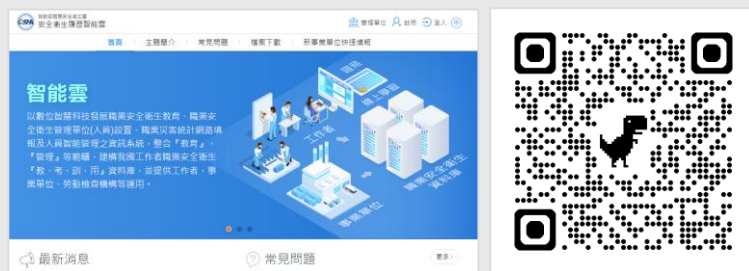 勞動部職業安全衛生署
安全衛生履歷智能雲
管理單位 註冊 登入
首頁 主題簡介 常見問題 檔案下載 新事業單位快速填報
智能雲
以數位智慧科技發展職業安全衛生教育、職業安
全衛生管理單位(人員)設置、職業災害統計網路填
報及人員智能管理之資訊系統，整合『教育』、
『管理』等範疇，建構我國工作者職業安全衛生
『教、考、訓、用』資料庫，並提供工作者、事
業單位、勞動檢查機構等運用。
線上學習
工作者
職業安全衛生
資料庫
事業單位
最新消息
常見問題
更多